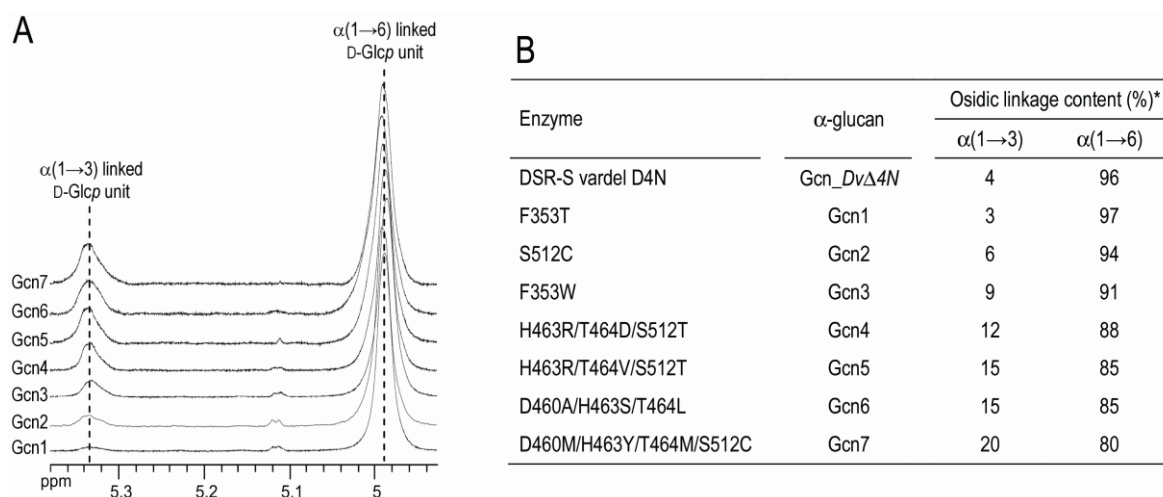 A
α(1→3) linked
D-Glcp unit
α(1→6) linked
D-Glcp unit
Gcn7
Gcn6
Gcn5
Gcn4
Gcn3
Gcn2
Gcn1
ppm 5.3 5.2 5.1 5
B
Enzyme α-glucan Osidic linkage content (%)*
α(1→3) α(1→6)
DSR-S vardel D4N Gcn_DvΔ4N 4 96
F353T Gcn1 3 97
S512C Gcn2 6 94
F353W Gcn3 9 91
H463R/T464D/S512T Gcn4 12 88
H463R/T464V/S512T Gcn5 15 85
D460A/H463S/T464L Gcn6 15 85
D460M/H463Y/T464M/S512C Gcn7 20 80